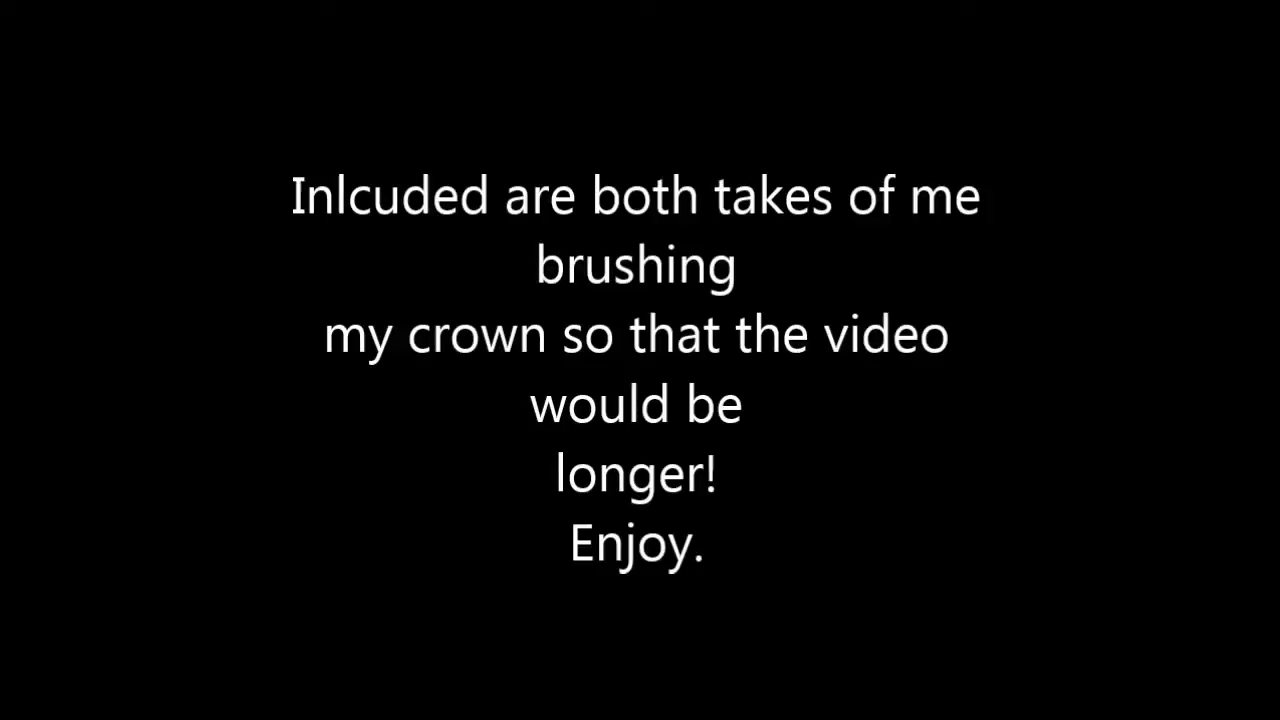 Inlcuded are both takes of me
brushing
my crown so that the video
would be
longer!
Enjoy.